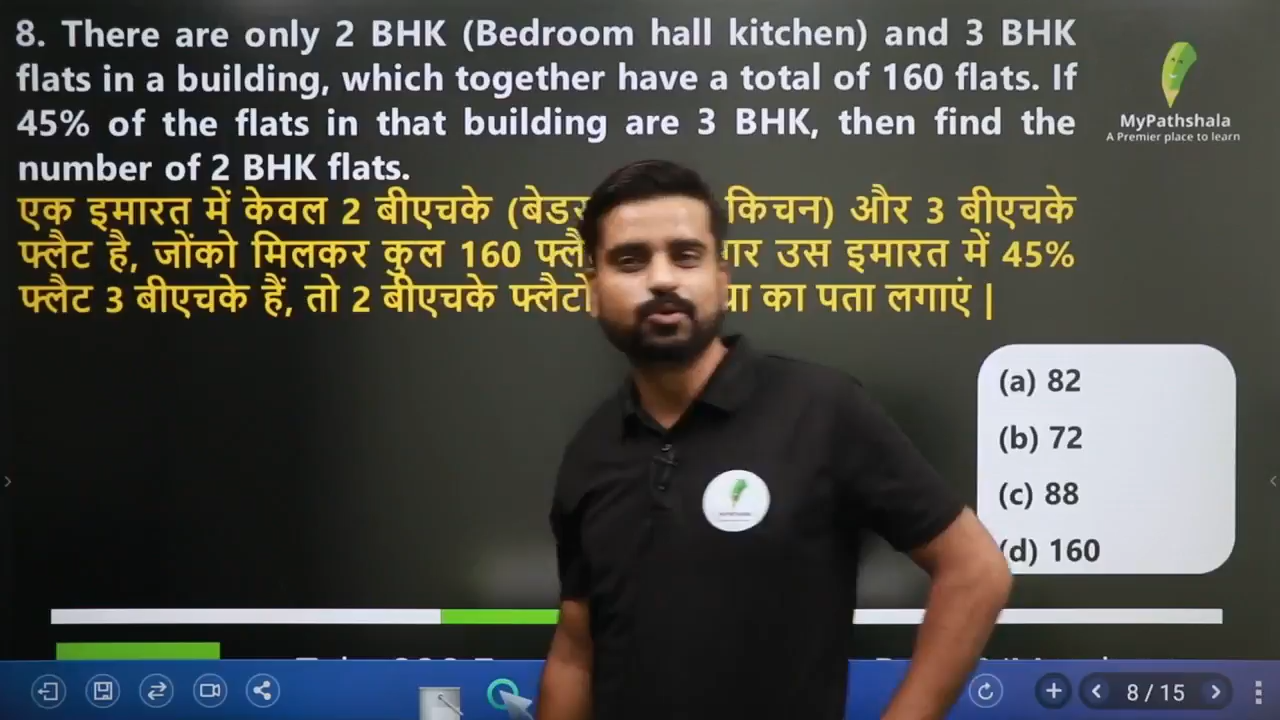 8. There are only 2 BHK (Bedroom hall kitchen) and 3 BHK
flats in a building, which together have a total of 160 flats. If
45% of the flats in that building are 3 BHK, then find the
number of 2 BHK flats.
एक इमारत में केवल 2 बीएचके किचन) और 3 बीएचके
फ्लैट है, जोंको मिलकर कुल 160 उस इमारत में 45%
फ्लैट 3 बीएचके हैं, तो 2 बीएचके का पता लगाएं |
MyPathshala
A Premier place to learn
(a) 82
(b) 72
(c) 88
(d) 160
8 / 15